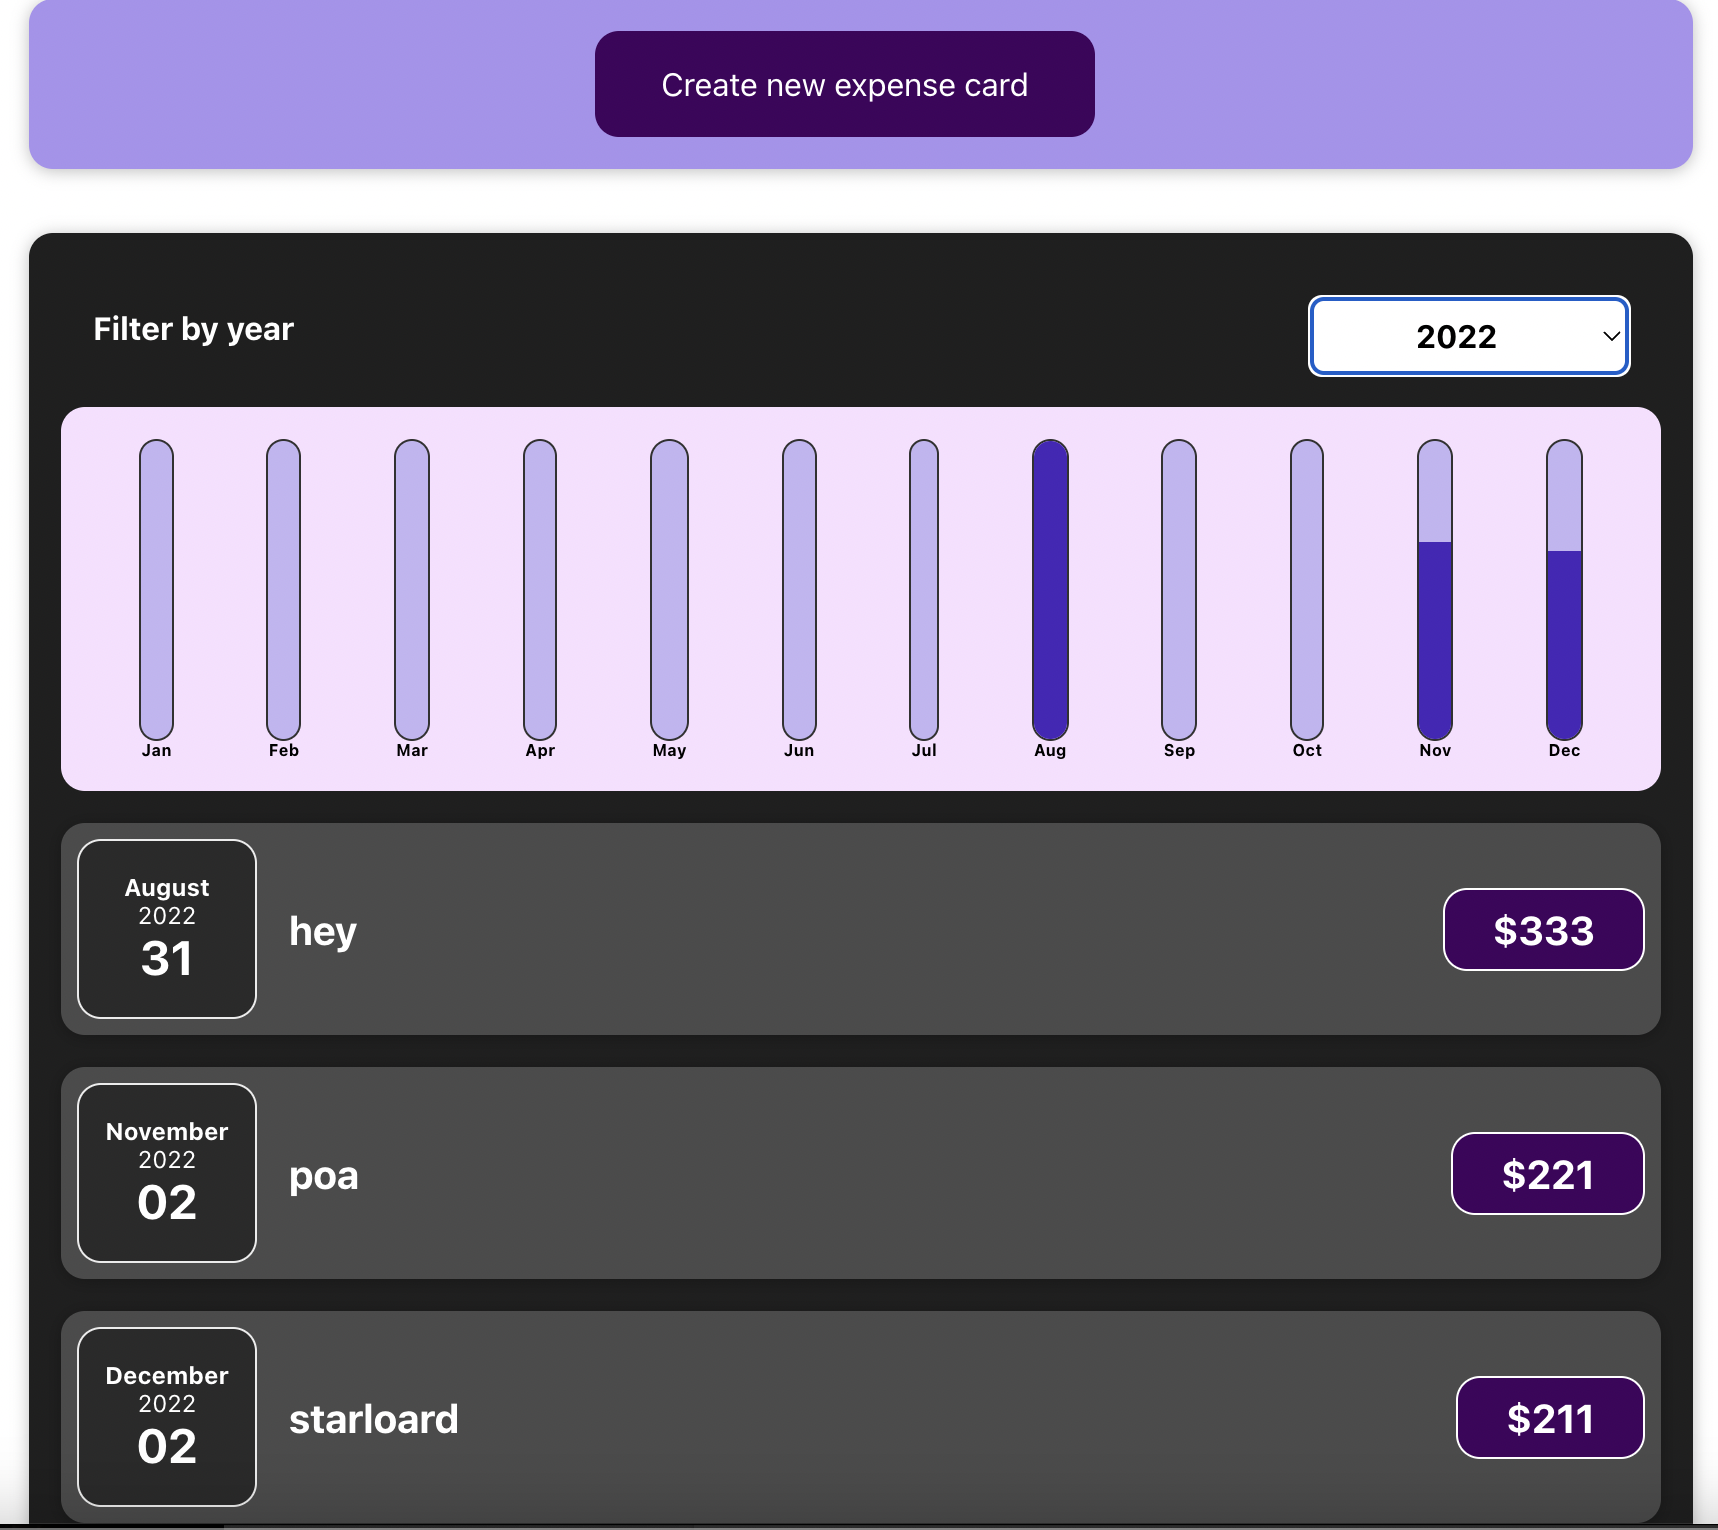 Create new expense card
Filter by year
2022
Jan Feb Mar Apr May Jun Jul Aug Sep Oct Nov Dec
August
2022
31
hey
$333
November
2022
02
poa
$221
December
2022
02
starloard
$211